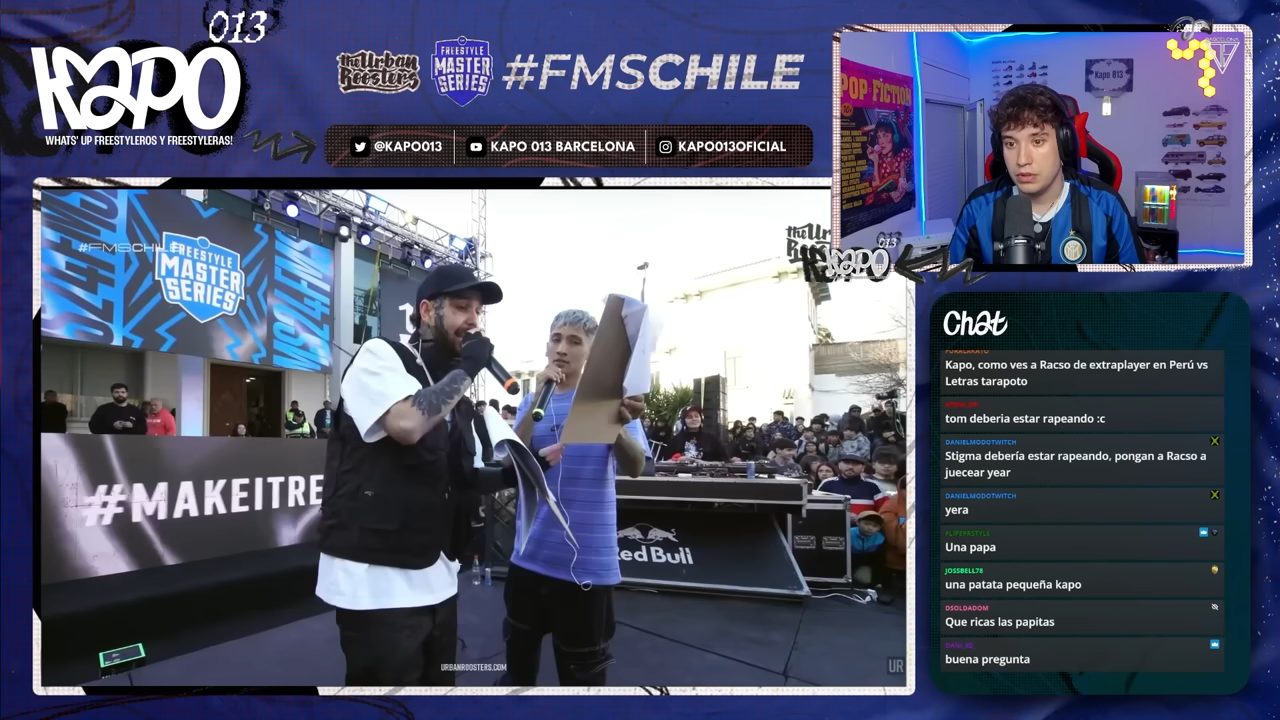 013
KAPO
WHATS' UP FREESTYLEROS Y FREESTYLERAS!
the Urban
Roosters
FREESTYLE
MASTER
SERIES
#FMSCHILE
@KAPO013
KAPO 013 BARCELONA
KAPO013OFICIAL
POP FICTION
Kapo 013
#FMSCHILE
FREESTYLE
MASTER
SERIES
013
KAPO
#MAKEITRE
Red Bull
URBANROOSTERS.COM
UR
Chat
Kapo, como ves a Racso de extraplayer en Perú vs
Letras tarapoto
tom deberia estar rapeando :c
DANIELMODOTWITCH
Stigma debería estar rapeando, pongan a Racso a
juecear year
DANIELMODOTWITCH
yera
Una papa
JOSSBELL78
una patata pequeña kapo
DSOLDADOM
Que ricas las papitas
buena pregunta